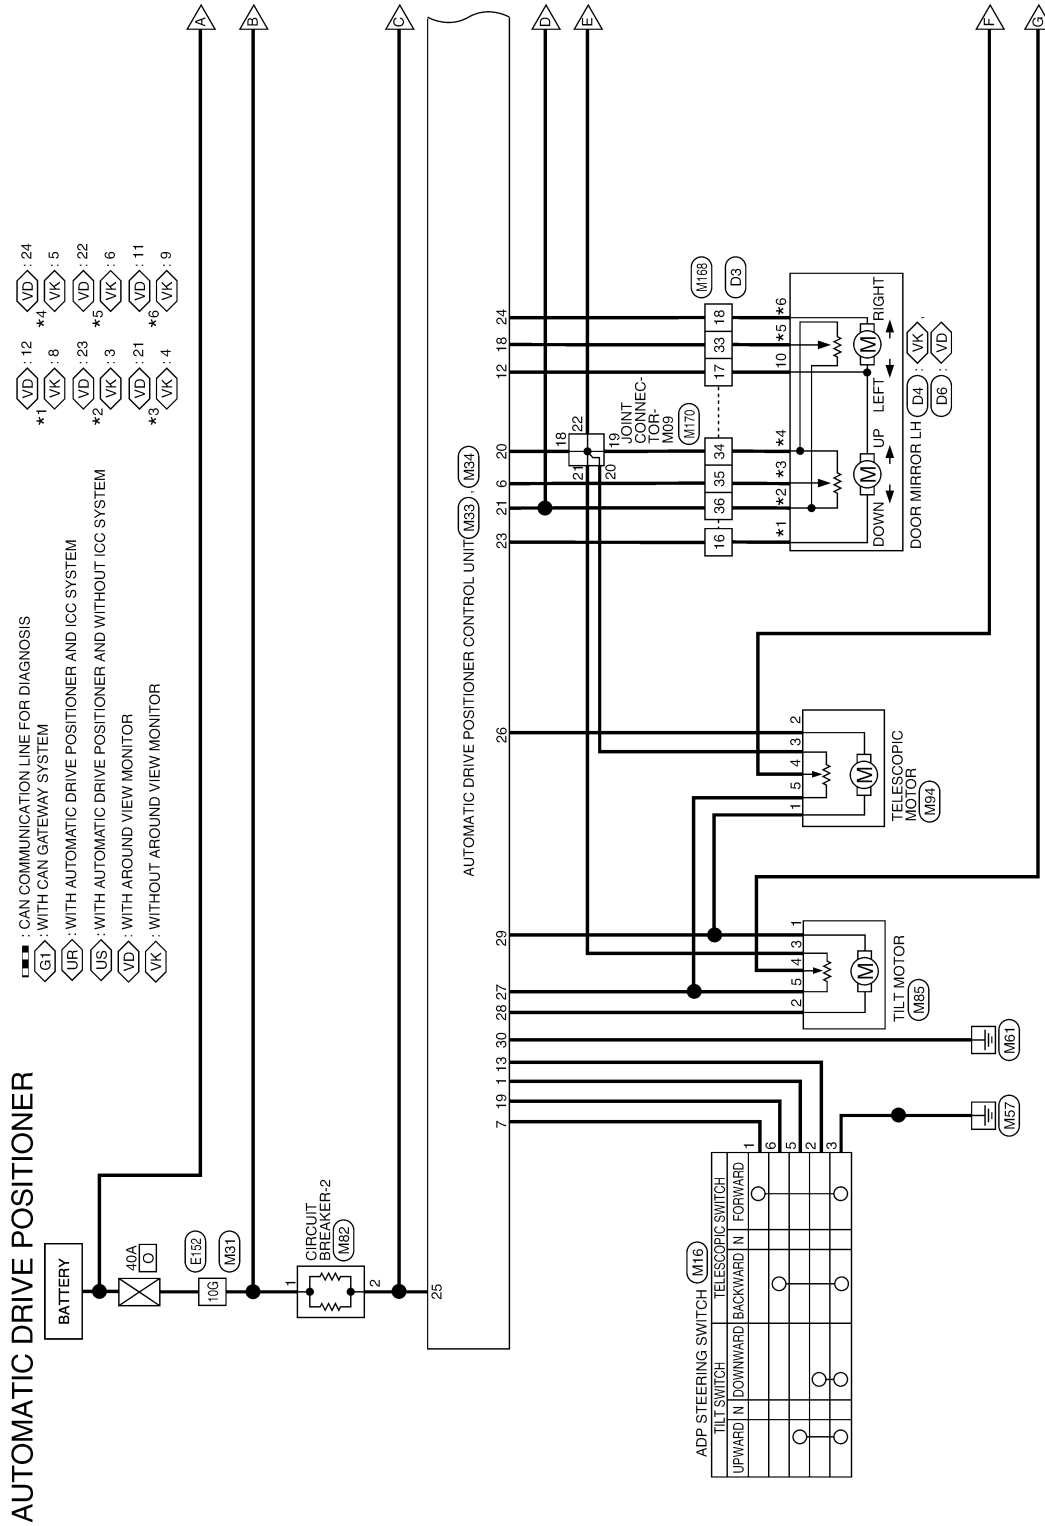 AUTOMATIC DRIVE POSITIONER
: CAN COMMUNICATION LINE FOR DIAGNOSIS
G1 : WITH CAN GATEWAY SYSTEM
UR : WITH AUTOMATIC DRIVE POSITIONER AND ICC SYSTEM
US : WITH AUTOMATIC DRIVE POSITIONER AND WITHOUT ICC SYSTEM
VD : WITH AROUND VIEW MONITOR
VK : WITHOUT AROUND VIEW MONITOR
*1 VD : 12
VK : 8
*2 VD : 23
VK : 3
*3 VD : 21
VK : 4
*4 VD : 24
VK : 5
*5 VD : 22
VK : 6
*6 VD : 11
VK : 9
BATTERY
40A
O
10G
E152
M31
1
CIRCUIT
BREAKER-2
M82
2
25
A
B
C
D
E
F
G
AUTOMATIC DRIVE POSITIONER CONTROL UNIT M33 , M34
7 19 1 13 30 28 27 29 26 23 21 6 20 12 18 24
18 22
21 19
20
JOINT
CONNEC-
TOR-
M09
M170
16 36 35 34 17 33 18
M168
D3
*1 *2 *3 *4 10 *5 *6
DOWN UP LEFT RIGHT
M M
DOOR MIRROR LH D4 : VK ,
D6 : VD
1 5 4 3 2
M
TELESCOPIC
MOTOR
M94
2 5 4 3 1
M
TILT MOTOR
M85
M61
M57
ADP STEERING SWITCH M16
TILT SWITCH TELESCOPIC SWITCH
UPWARD N DOWNWARD BACKWARD N FORWARD
1
6
5
2
3